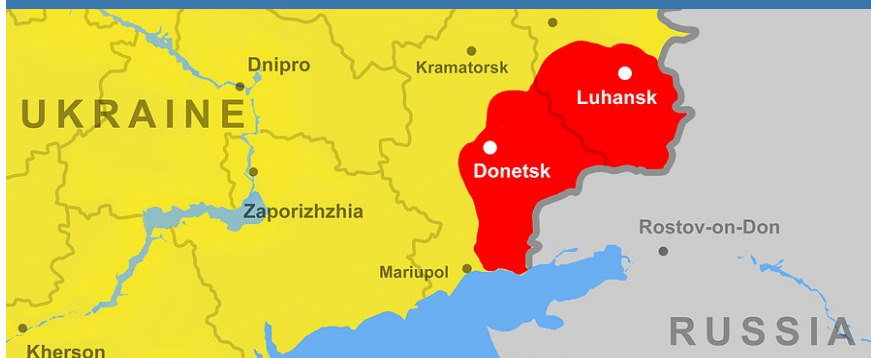 Dnipro
Kramatorsk
UKRAINE
Luhansk
Donetsk
Zaporizhzhia
Rostov-on-Don
Mariupol
RUSSIA
Kherson